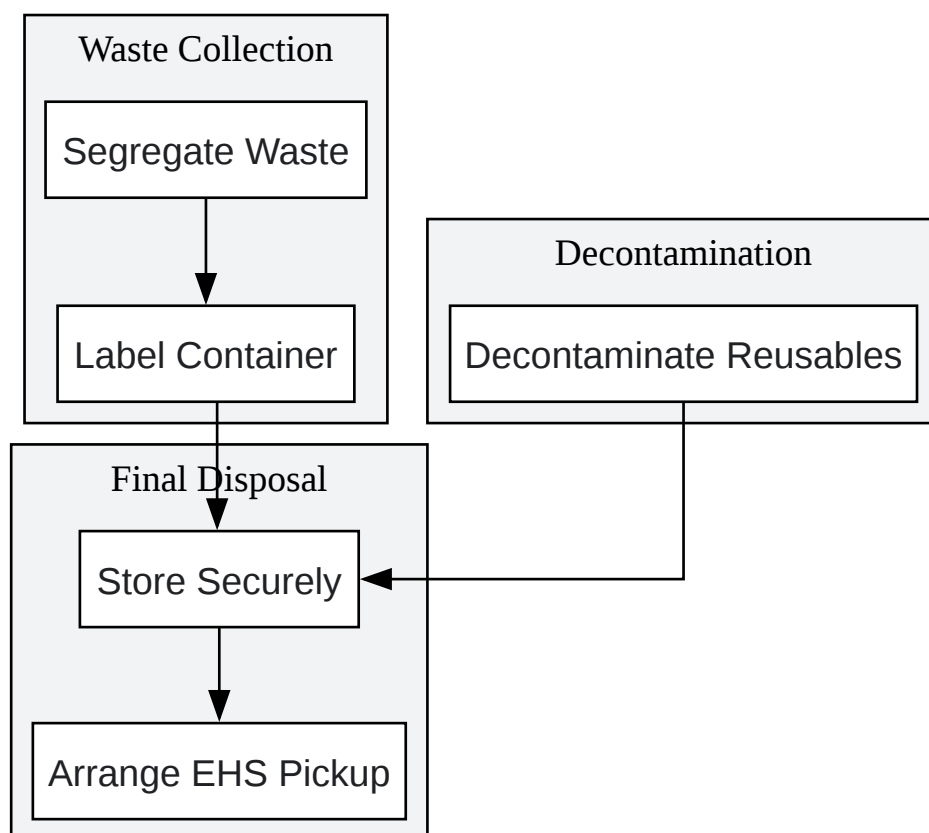 Waste Collection
Segregate Waste
Label Container
Decontamination
Decontaminate Reusables
Final Disposal
Store Securely
Arrange EHS Pickup